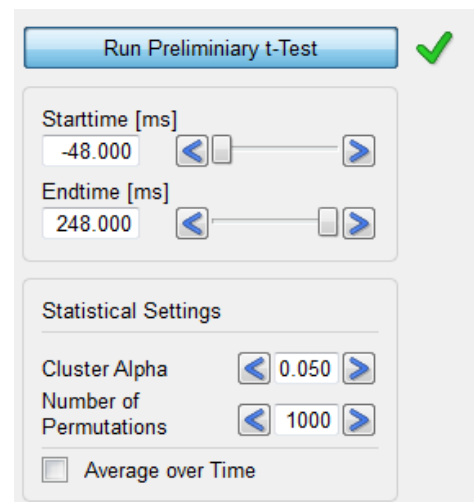 Run Preliminiary t-Test
Starttime [ms]
-48.000
Endtime [ms]
248.000
Statistical Settings
Cluster Alpha 0.050
Number of
Permutations 1000
Average over Time